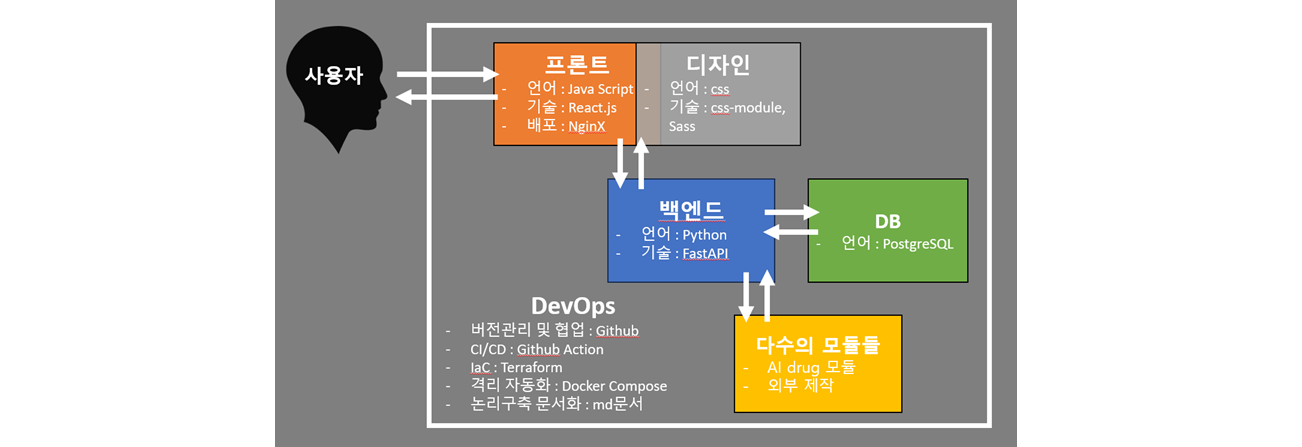 사용자
프론트
- 언어 : Java Script
- 기술 : React.js
- 배포 : NginX
디자인
- 언어 : css
- 기술 : css-module,
Sass
백엔드
- 언어 : Python
- 기술 : FastAPI
DB
- 언어 : PostgreSQL
DevOps
- 버전관리 및 협업 : Github
- CI/CD : Github Action
- IaC : Terraform
- 격리 자동화 : Docker Compose
- 논리구축 문서화 : md문서
다수의 모듈들
- AI drug 모듈
- 외부 제작